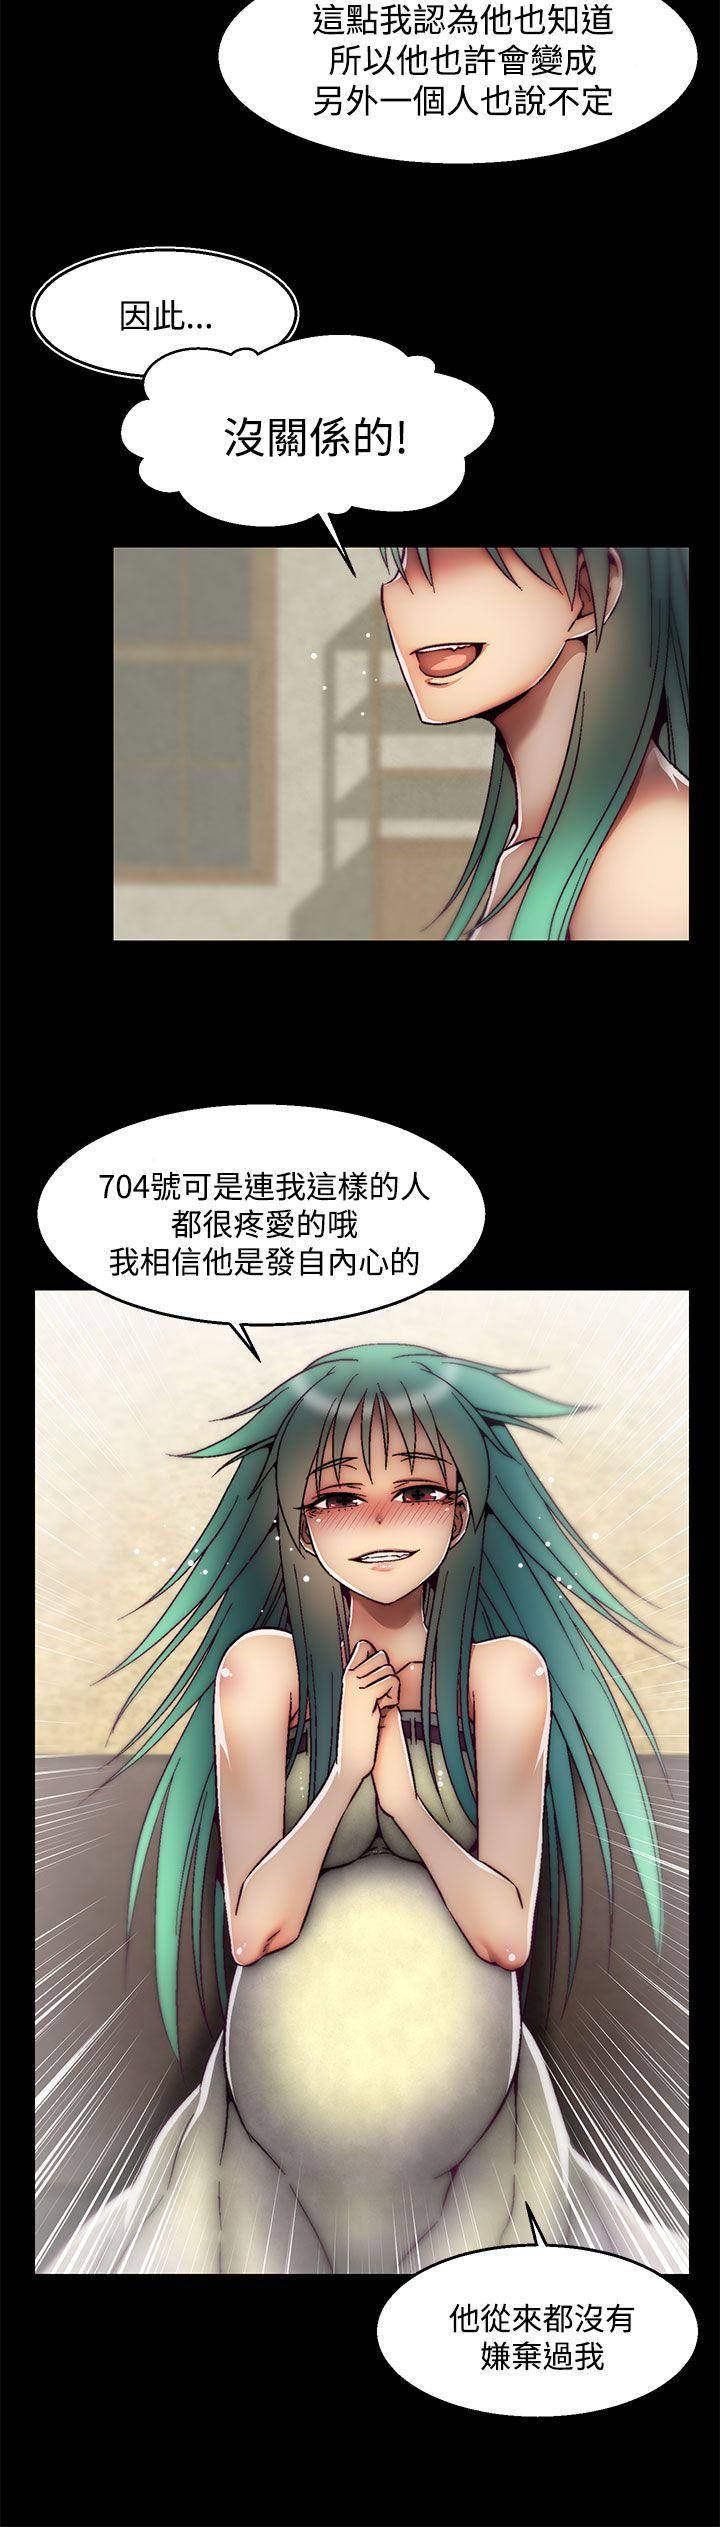 這點我認為他也知道
所以他也許會變成
另外一個人也說不定
因此...
沒關係的!
704號可是連我這樣的人
都很疼愛的哦
我相信他是發自內心的
他從來都沒有
嫌棄過我